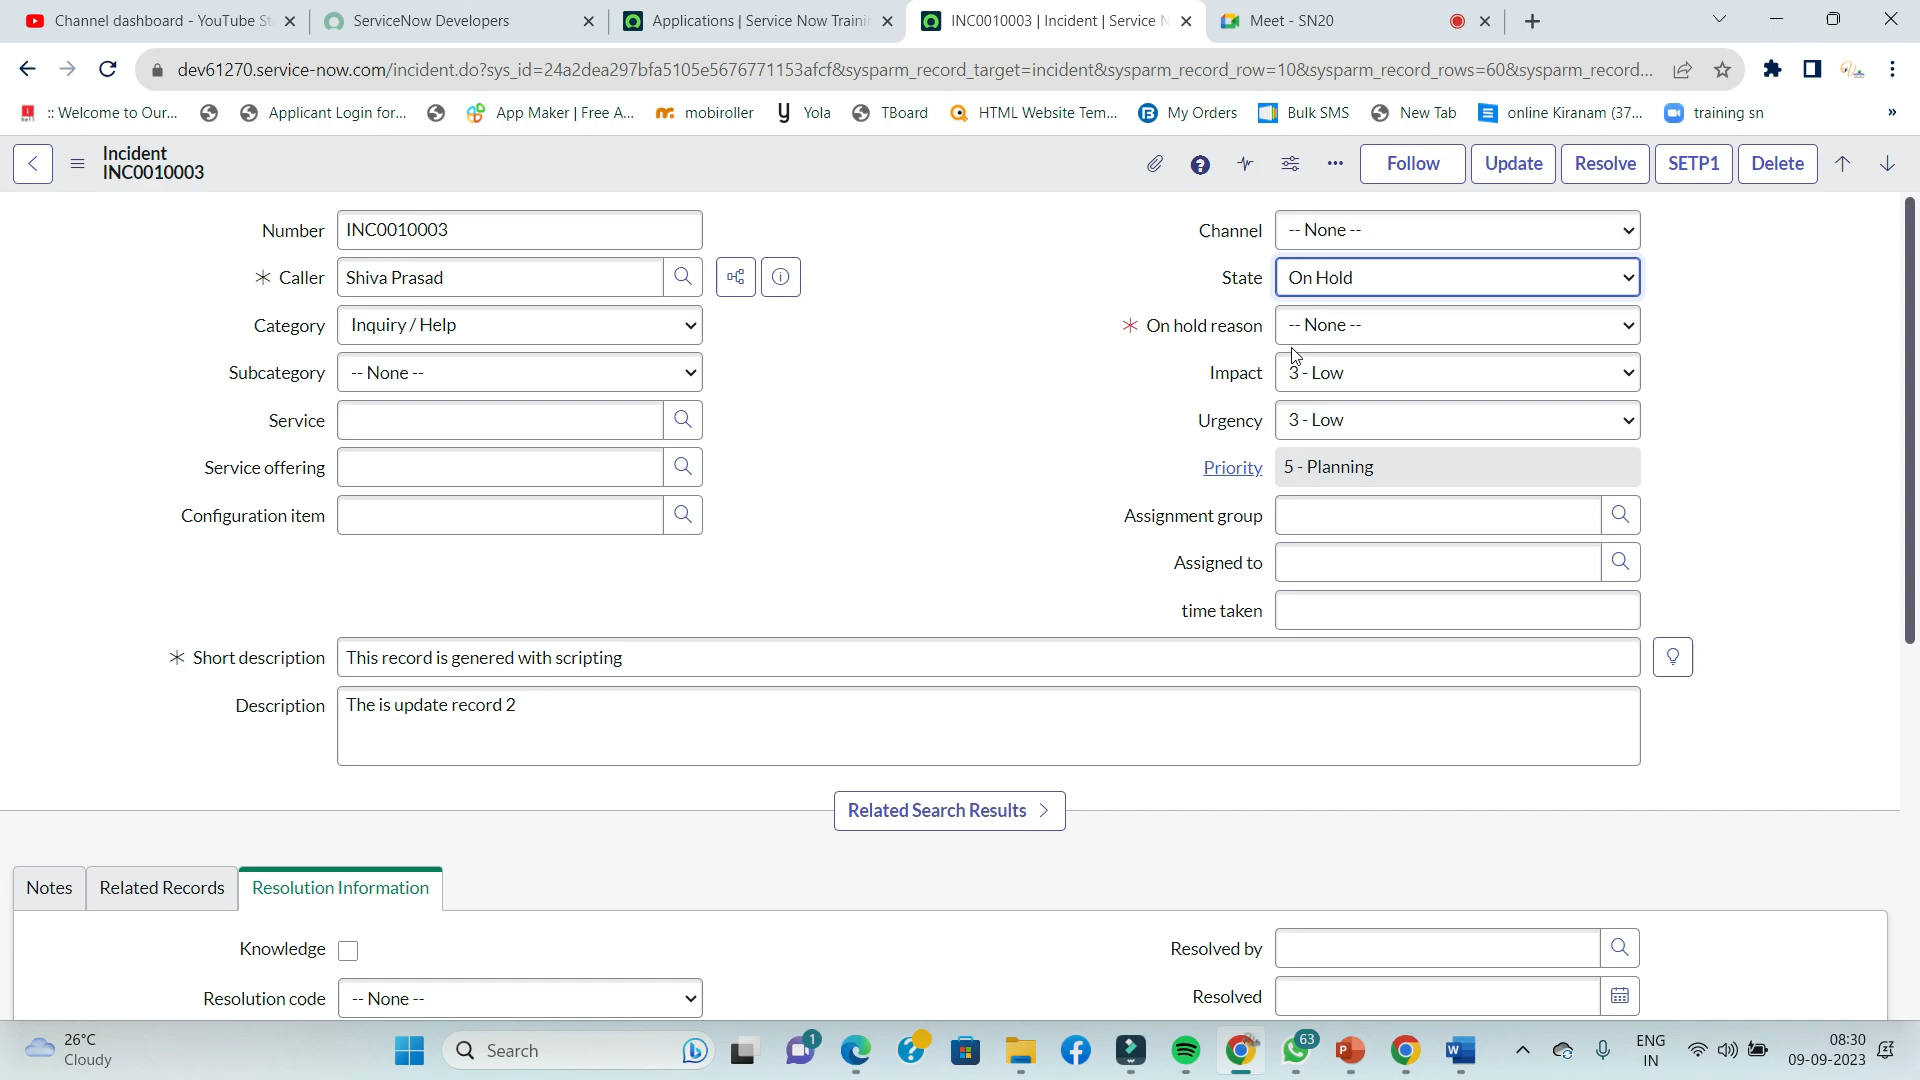 Channel dashboard - YouTube St
ServiceNow Developers
Applications | Service Now Trainin
INC0010003 | Incident | Service N
Meet - SN20
dev61270.service-now.com/incident.do?sys_id=24a2dea297bfa5105e5676771153afcf&sysparm_record_target=incident&sysparm_record_row=10&sysparm_record_rows=60&sysparm_record...
:: Welcome to Our...
Applicant Login for...
App Maker | Free A...
mobiroller
Yola
TBoard
HTML Website Tem...
My Orders
Bulk SMS
New Tab
online Kiranam (37...
training sn
»
Incident
INC0010003
Follow
Update
Resolve
SETP1
Delete
Number INC0010003
Channel -- None --
Caller Shiva Prasad
State On Hold
Category Inquiry / Help
On hold reason -- None --
Subcategory -- None --
Impact 3 - Low
Service
Urgency 3 - Low
Service offering
Priority 5 - Planning
Configuration item
Assignment group
Assigned to
time taken
Short description This record is genered with scripting
Description The is update record 2
Related Search Results
Notes
Related Records
Resolution Information
Knowledge
Resolved by
Resolution code -- None --
Resolved
26°C
Cloudy
Search
1
63
ENG
IN
08:30
09-09-2023